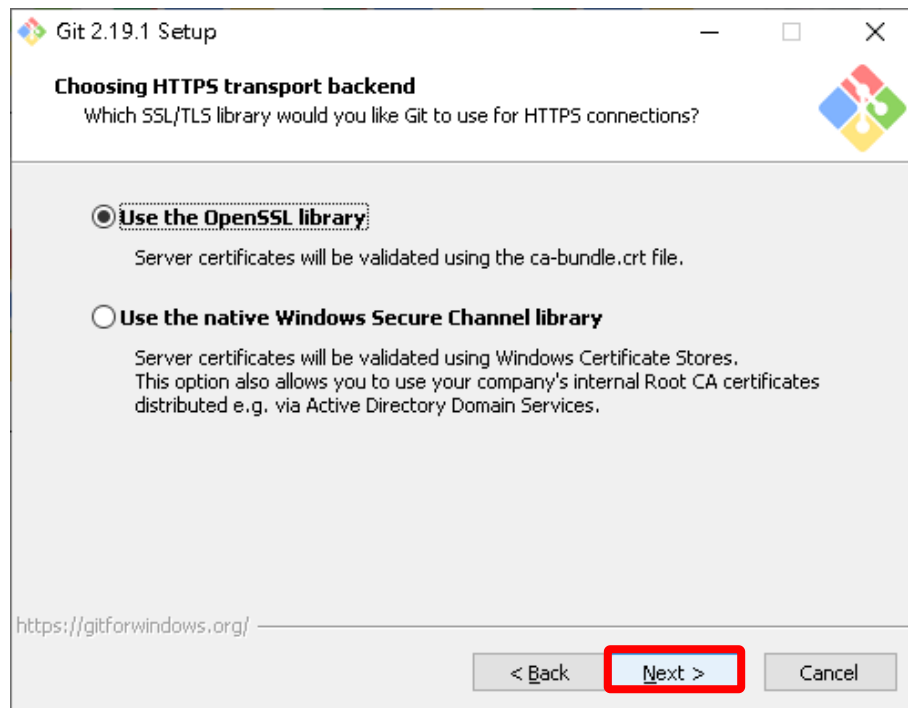 Git 2.19.1 Setup
Choosing HTTPS transport backend
Which SSL/TLS library would you like Git to use for HTTPS connections?
Use the OpenSSL library
Server certificates will be validated using the ca-bundle.crt file.
Use the native Windows Secure Channel library
Server certificates will be validated using Windows Certificate Stores.
This option also allows you to use your company's internal Root CA certificates
distributed e.g. via Active Directory Domain Services.
https://gitforwindows.org/
< Back Next > Cancel